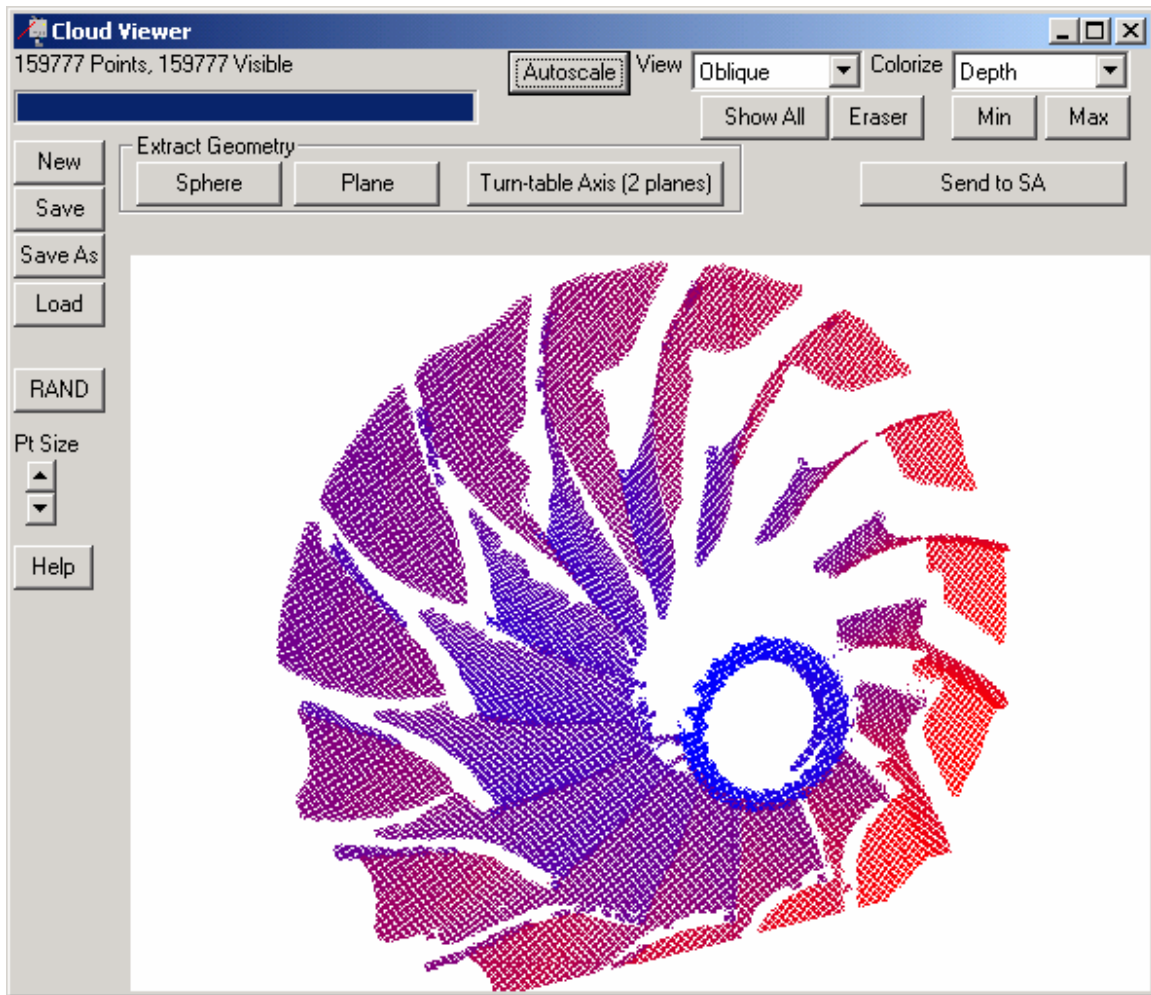 Cloud Viewer
159777 Points, 159777 Visible
Autoscale View Oblique Colorize Depth
Show All Eraser Min Max
New
Extract Geometry
Sphere Plane Turn-table Axis (2 planes) Send to SA
Save
Save As
Load
RAND
Pt Size
Help